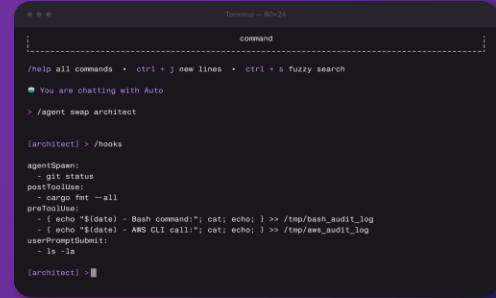 Terminal — 80×24
command
/help all commands • ctrl + j new lines • ctrl + s fuzzy search
You are chatting with Auto
> /agent swap architect
[architect] > /hooks
agentSpawn:
- git status
postToolUse:
- cargo fmt --all
preToolUse:
- { echo "$(date) - Bash command:"; cat; echo; } >> /tmp/bash_audit_log
- { echo "$(date) - AWS CLI call:"; cat; echo; } >> /tmp/aws_audit_log
userPromptSubmit:
- ls -la
[architect] >